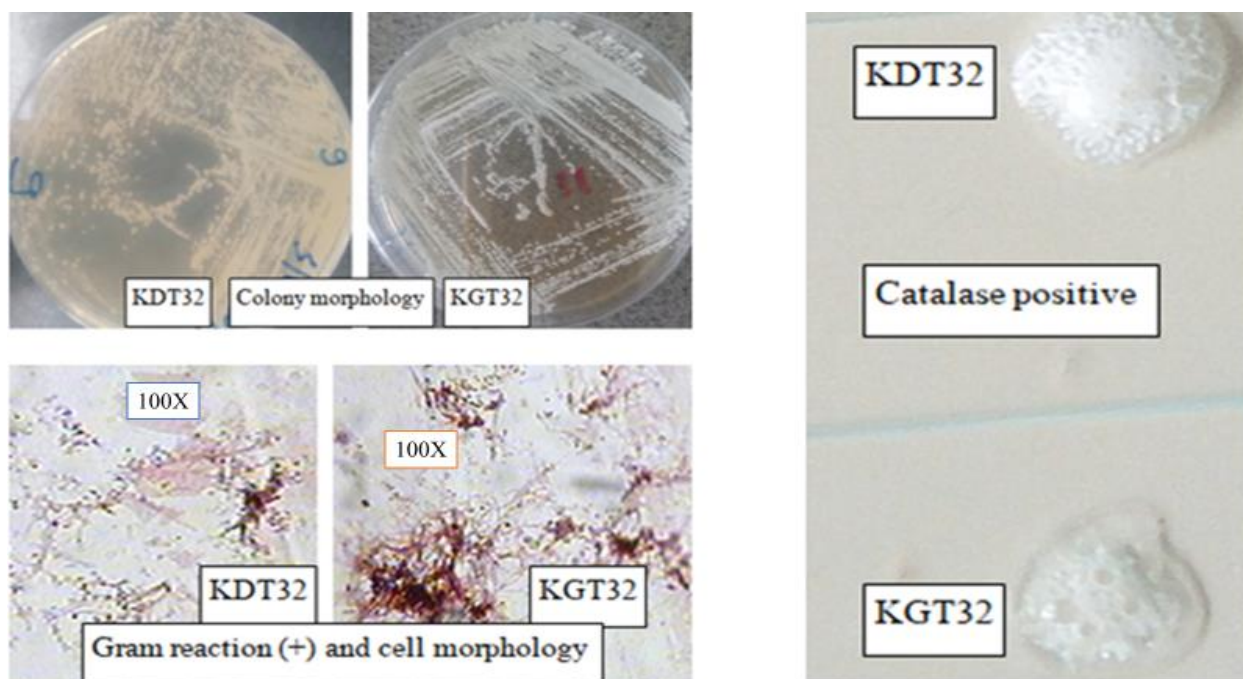 KDT32
Colony morphology
KGT32
100X
100X
KDT32
KGT32
Gram reaction (+) and cell morphology
KDT32
Catalase positive
KGT32